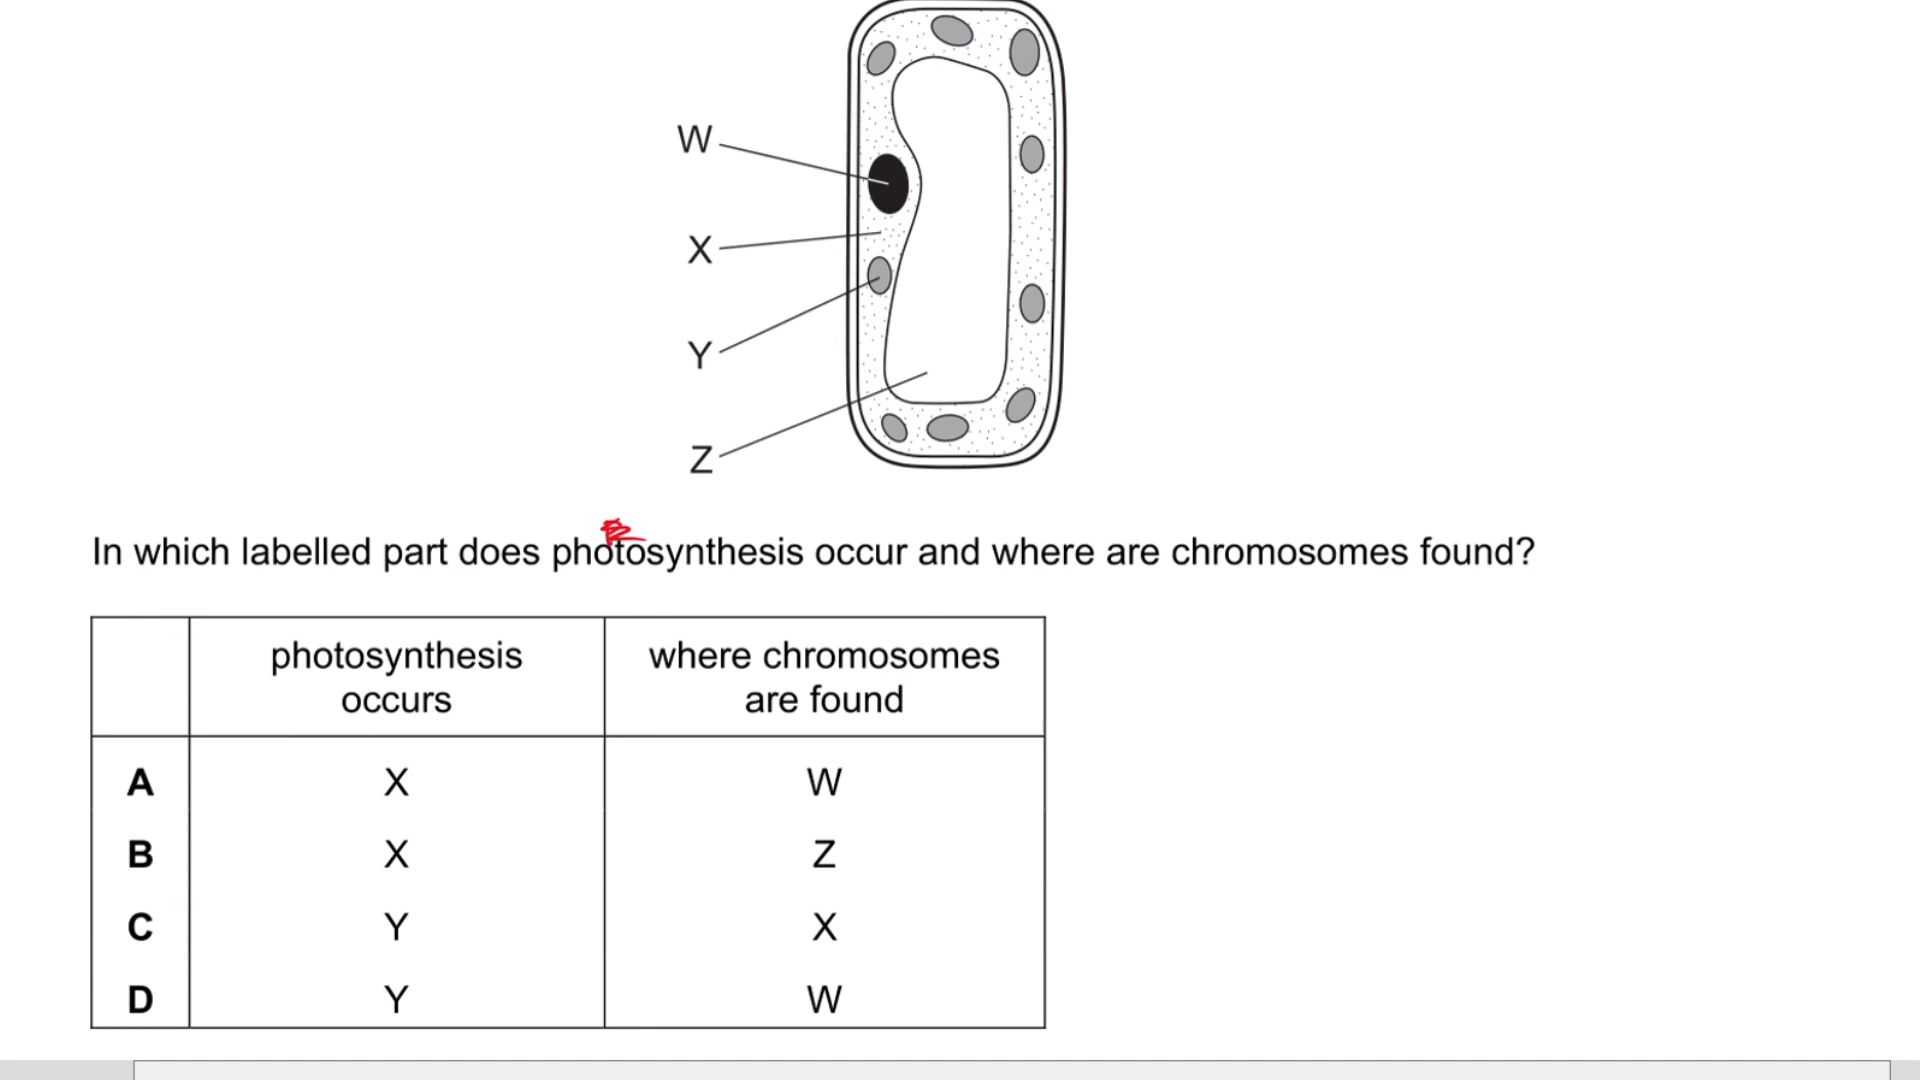 W
X
Y
Z
In which labelled part does photosynthesis occur and where are chromosomes found?
photosynthesis occurs where chromosomes are found
A X W
B X Z
C Y X
D Y W